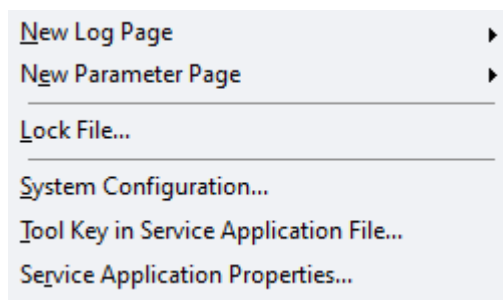 New Log Page
New Parameter Page
Lock File...
System Configuration...
Tool Key in Service Application File...
Service Application Properties...